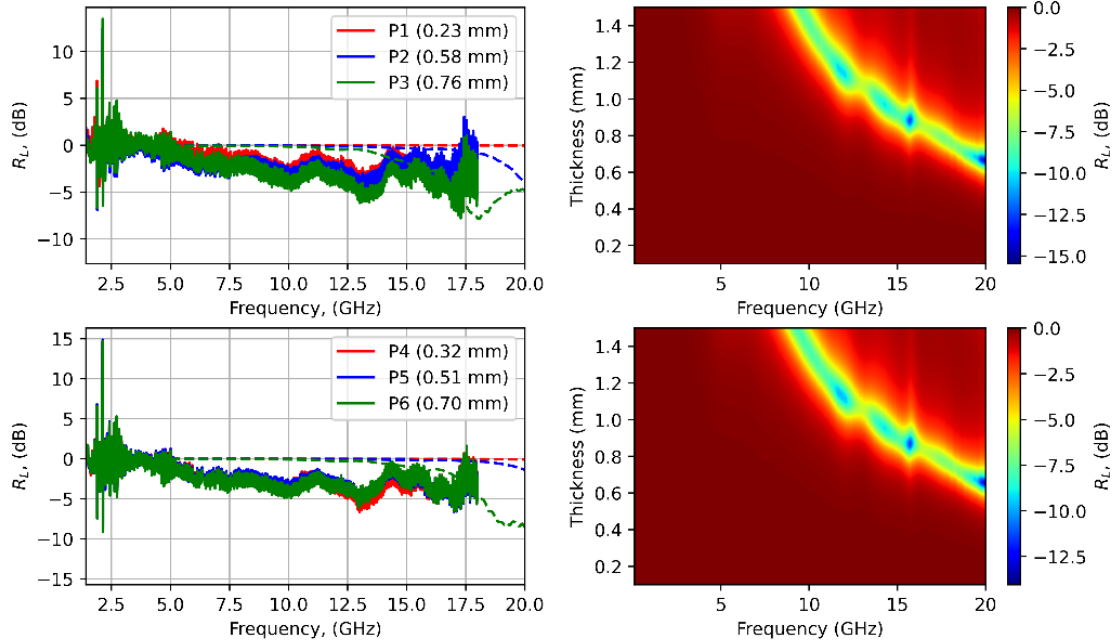 P1 (0.23 mm)
P2 (0.58 mm)
P3 (0.76 mm)
10
5
0
−5
−10
R_L, (dB)
2.5 5.0 7.5 10.0 12.5 15.0 17.5 20.0
Frequency, (GHz)
1.4
1.2
1.0
0.8
0.6
0.4
0.2
Thickness (mm)
5 10 15 20
Frequency (GHz)
0.0
−2.5
−5.0
−7.5
−10.0
−12.5
−15.0
R_L, (dB)
P4 (0.32 mm)
P5 (0.51 mm)
P6 (0.70 mm)
15
10
5
0
−5
−10
−15
R_L, (dB)
2.5 5.0 7.5 10.0 12.5 15.0 17.5 20.0
Frequency, (GHz)
1.4
1.2
1.0
0.8
0.6
0.4
0.2
Thickness (mm)
5 10 15 20
Frequency (GHz)
0.0
−2.5
−5.0
−7.5
−10.0
−12.5
R_L, (dB)